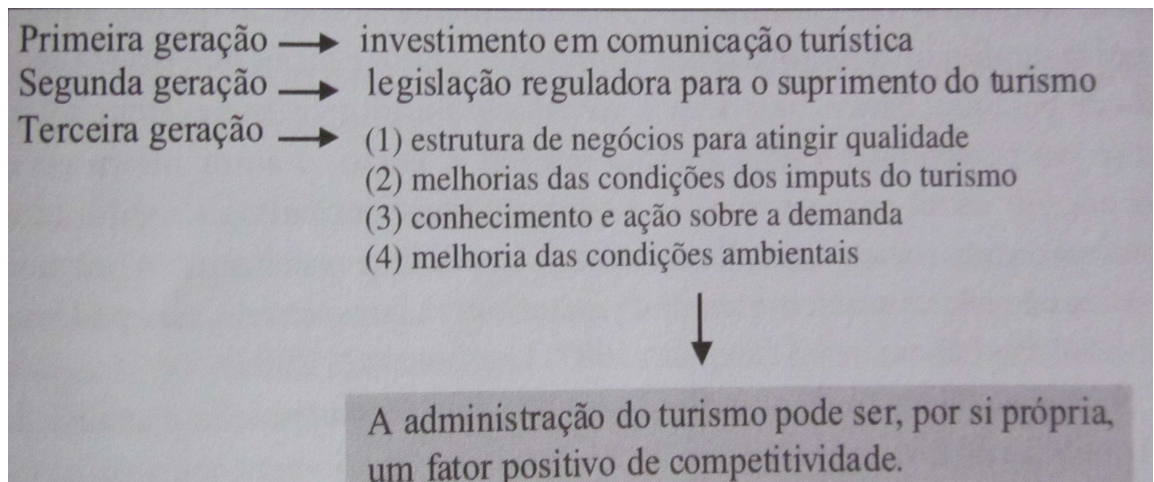 Primeira geração → investimento em comunicação turística
Segunda geração → legislação reguladora para o suprimento do turismo
Terceira geração → (1) estrutura de negócios para atingir qualidade
(2) melhorias das condições dos imputs do turismo
(3) conhecimento e ação sobre a demanda
(4) melhoria das condições ambientais
A administração do turismo pode ser, por si própria,
um fator positivo de competitividade.